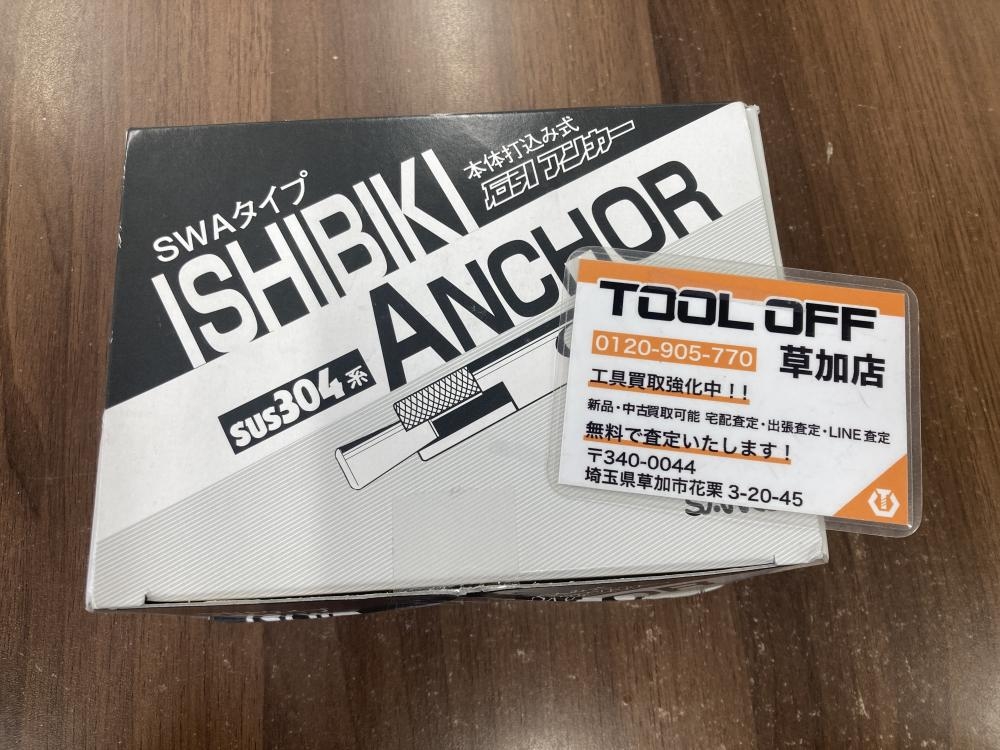 SWAタイプ
本体打込み式
石引アンカー
ISHIBIKI
ANCHOR
SUS304系
TOOL OFF
0120-905-770
草加店
工具買取強化中！！
新品・中古買取可能 宅配査定・出張査定・LINE査定
無料で査定いたします！
〒340-0044
埼玉県草加市花栗 3-20-45